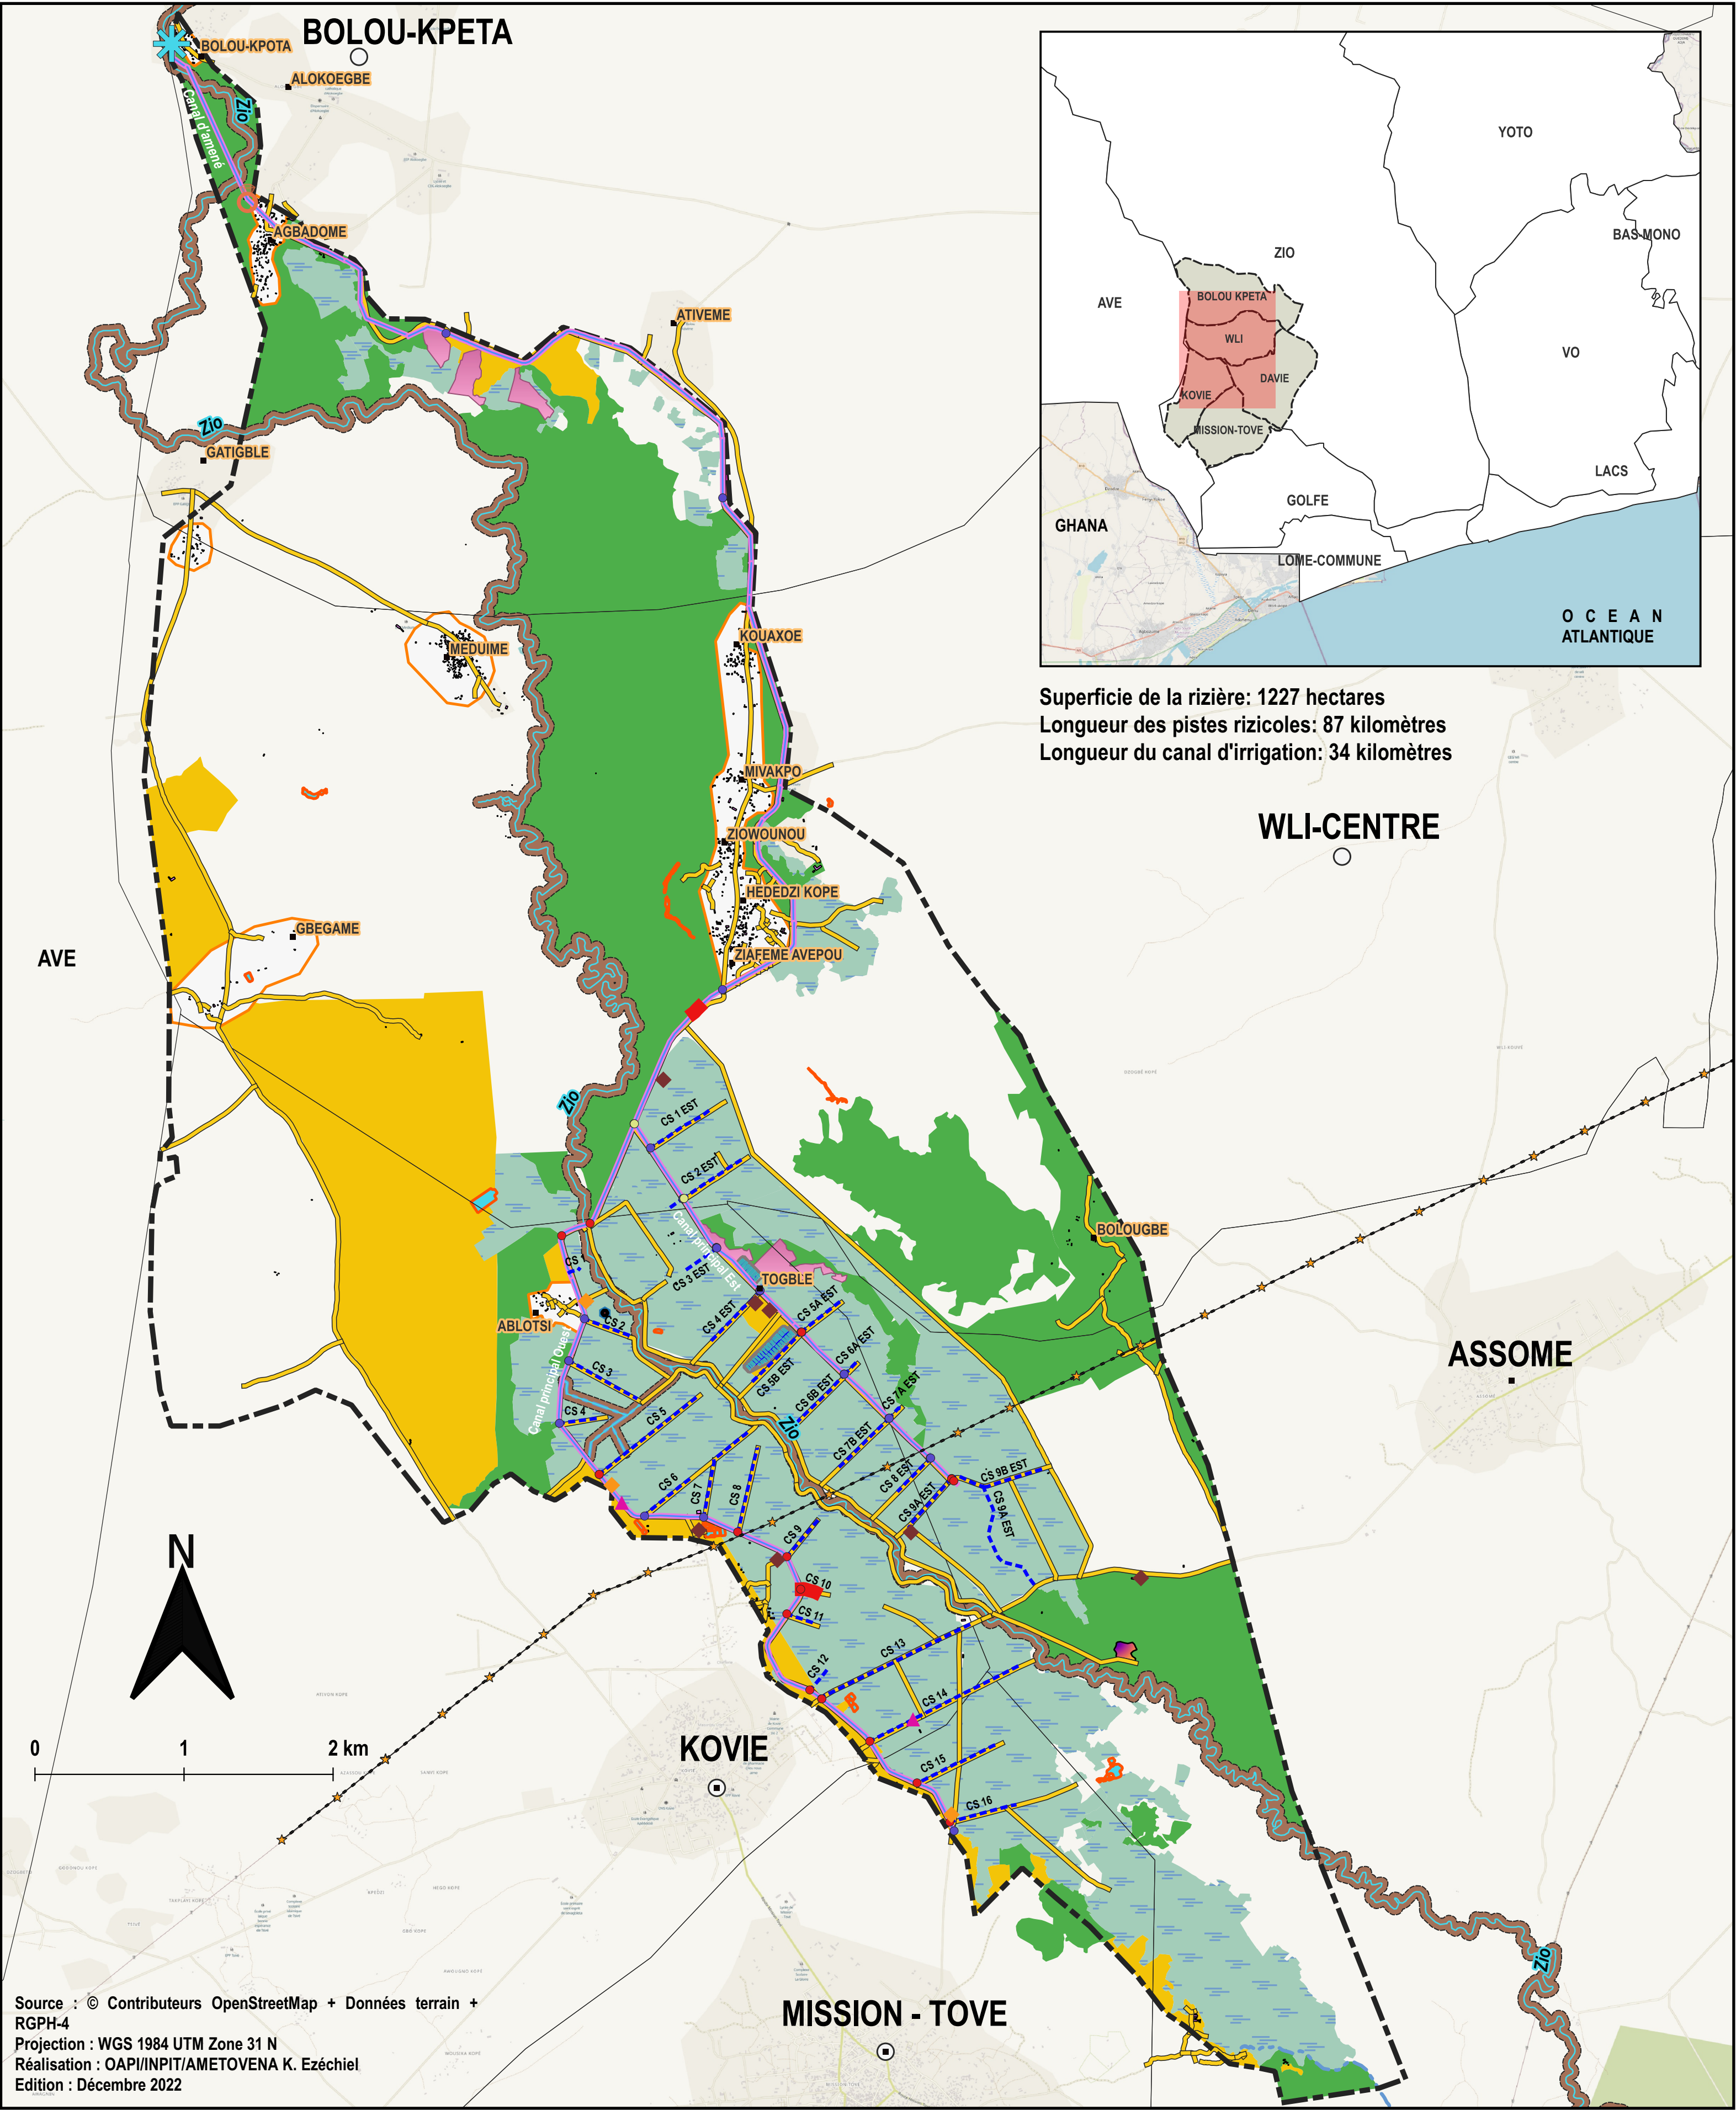 BOLOU-KPETA
BOLOU-KPOTA
ALOKOEGBE
Zio
Canal d'amené
AGBADOME
ATIVEME
Zio
GATIGBLE
MEDUIME
KOUAXOE
MIVAKPO
ZIOWOUNOU
HEDEDZI KOPE
ZIAFEME AVEPOU
GBEGAME
AVE
YOTO
BAS-MONO
ZIO
AVE
BOLOU KPETA
WLI
VO
DAVIE
KOVIE
MISSION-TOVE
LACS
GOLFE
GHANA
LOME-COMMUNE
OCEAN
ATLANTIQUE
Superficie de la rizière: 1227 hectares
Longueur des pistes rizicoles: 87 kilomètres
Longueur du canal d'irrigation: 34 kilomètres
WLI-CENTRE
Zio
CS 1 EST
CS 2 EST
Canal principal Est
CS 3 EST
TOGBLE
CS 4 EST
CS 5A EST
CS 5B EST
CS 6A EST
CS 6B EST
CS 7A EST
CS 7B EST
CS 8 EST
CS 9A EST
CS 9B EST
CS 9A EST
BOLOUGBE
ASSOME
CS 1
ABLOTSI
CS 2
Canal principal Ouest
CS 3
CS 4
CS 5
Zio
CS 6
CS 7
CS 8
CS 9
CS 10
CS 11
CS 12
CS 13
CS 14
CS 15
CS 16
N
0 1 2 km
KOVIE
MISSION - TOVE
Zio
Source : © Contributeurs OpenStreetMap + Données terrain +
RGPH-4
Projection : WGS 1984 UTM Zone 31 N
Réalisation : OAPI/INPIT/AMETOVENA K. Ezéchiel
Edition : Décembre 2022